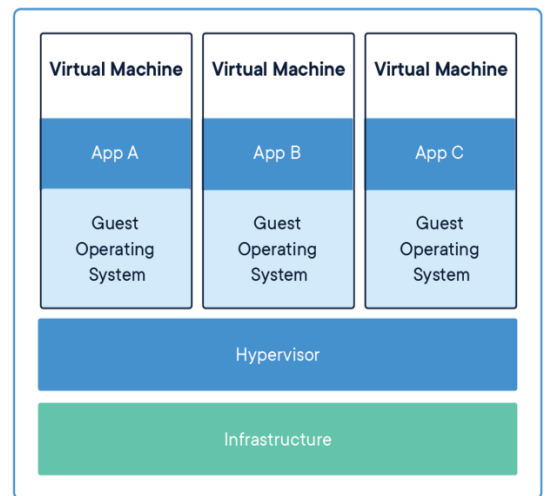 Virtual Machine
Virtual Machine
Virtual Machine
App A
App B
App C
Guest
Operating
System
Guest
Operating
System
Guest
Operating
System
Hypervisor
Infrastructure